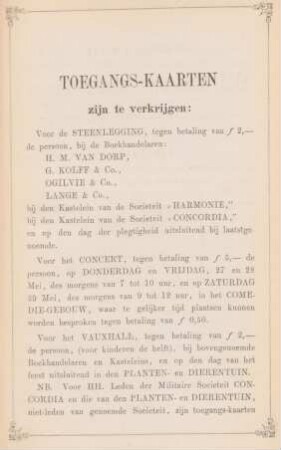 TOEGANGS-KAARTEN
zijn te verkrijgen:
Voor de STEENLEGGING, tegen betaling van f 2,—
de persoon, bij de Boekhandelaren:
H. M. VAN DORP,
G. KOLFF & Co.,
OGILVIE & Co.,
LANGE & Co.,
bij den Kastelein van de Societeit »HARMONIE,"
bij den Kastelein van de Societeit »CONCORDIA,"
en op den dag der plegtigheid uitsluitend bij laatstge-
noemde.
Voor het CONCERT, tegen betaling van f 5,— de
persoon, op DONDERDAG en VRIJDAG, 27 en 28
Mei, des morgens van 7 tot 10 uur, en op ZATURDAG
29 Mei, des morgens van 9 tot 12 uur, in het COME-
DIE-GEBOUW, waar te gelijker tijd plaatsen kunnen
worden besproken tegen betaling van f 0,50.
Voor het VAUXHALL, tegen betaling van f 2,—
de persoon, (voor kinderen de helft), bij bovengenoemde
Boekhandelaren en Kasteleins, en op den dag van het
feest uitsluitend in den PLANTEN- en DIERENTUIN.
NB. Voor HH. Leden der Militaire Societeit CON-
CORDIA en die van den PLANTEN- en DIERENTUIN,
niet-leden van genoemde Societeit, zijn toegangs-kaarten